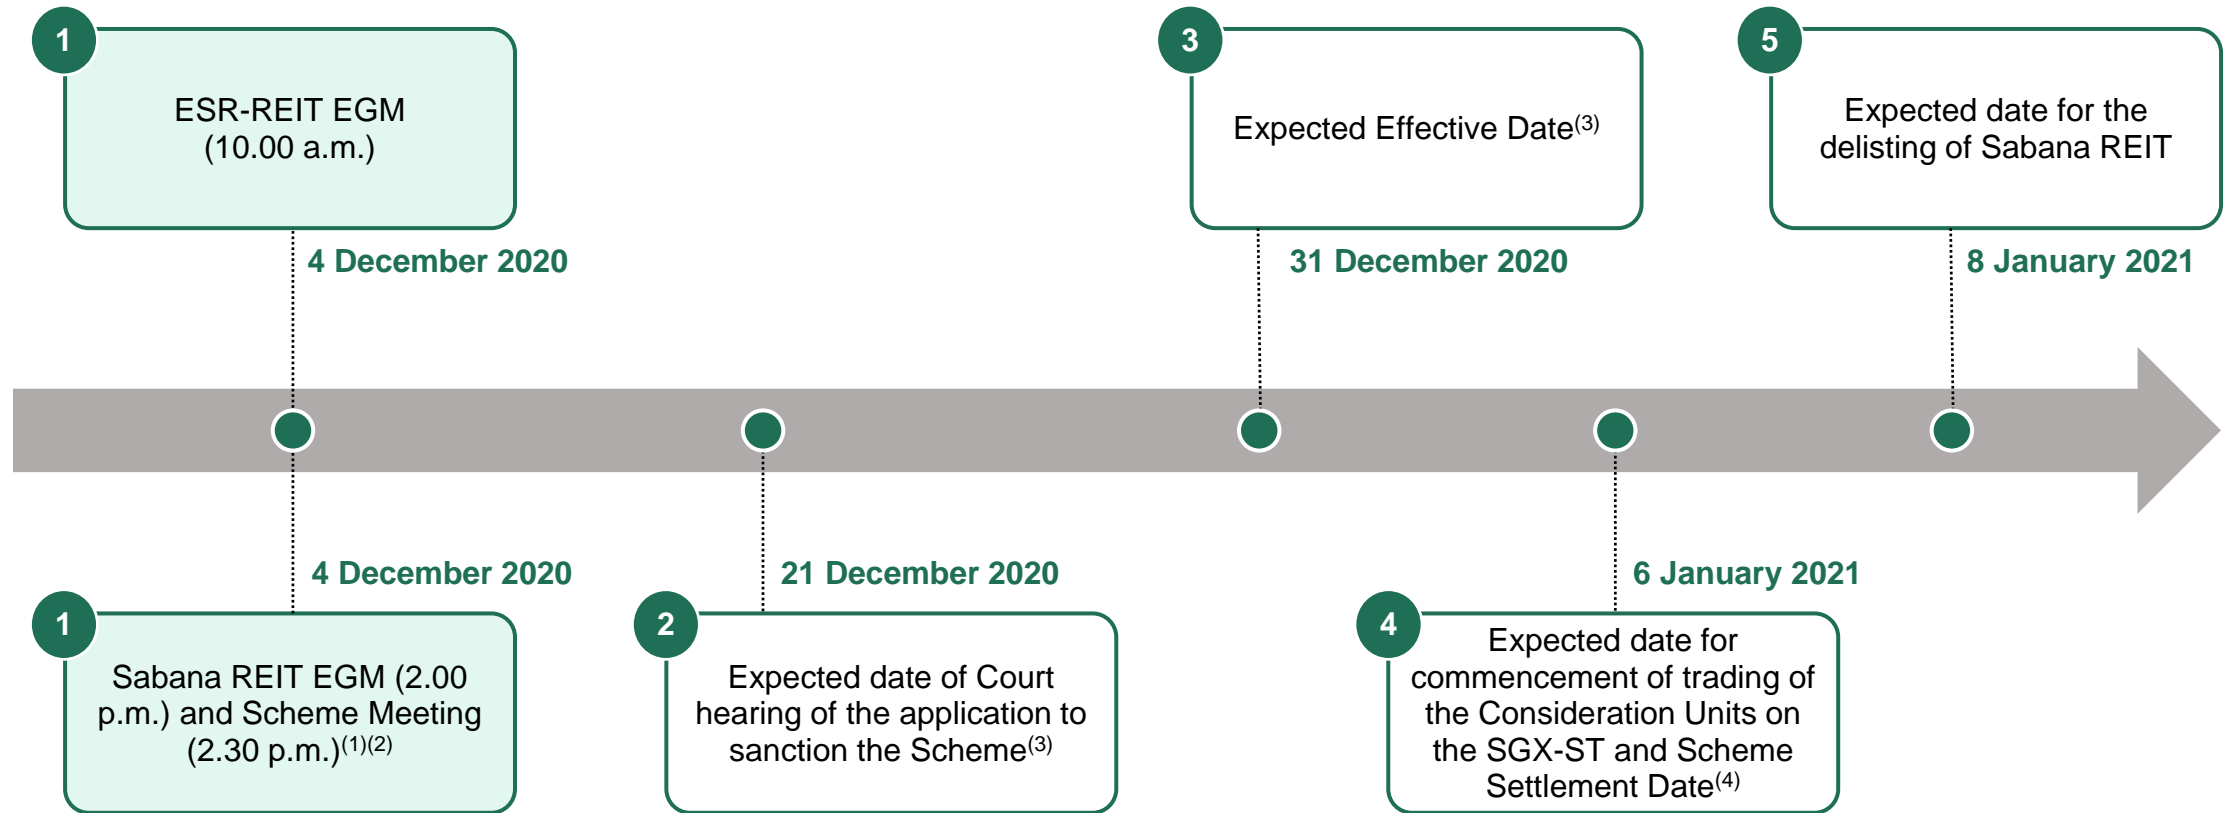 1
ESR-REIT EGM
(10.00 a.m.)
4 December 2020
3
Expected Effective Date(3)
31 December 2020
5
Expected date for the
delisting of Sabana REIT
8 January 2021
4 December 2020
1
Sabana REIT EGM (2.00
p.m.) and Scheme Meeting
(2.30 p.m.)(1)(2)
21 December 2020
2
Expected date of Court
hearing of the application to
sanction the Scheme(3)
6 January 2021
4
Expected date for
commencement of trading of
the Consideration Units on
the SGX-ST and Scheme
Settlement Date(4)